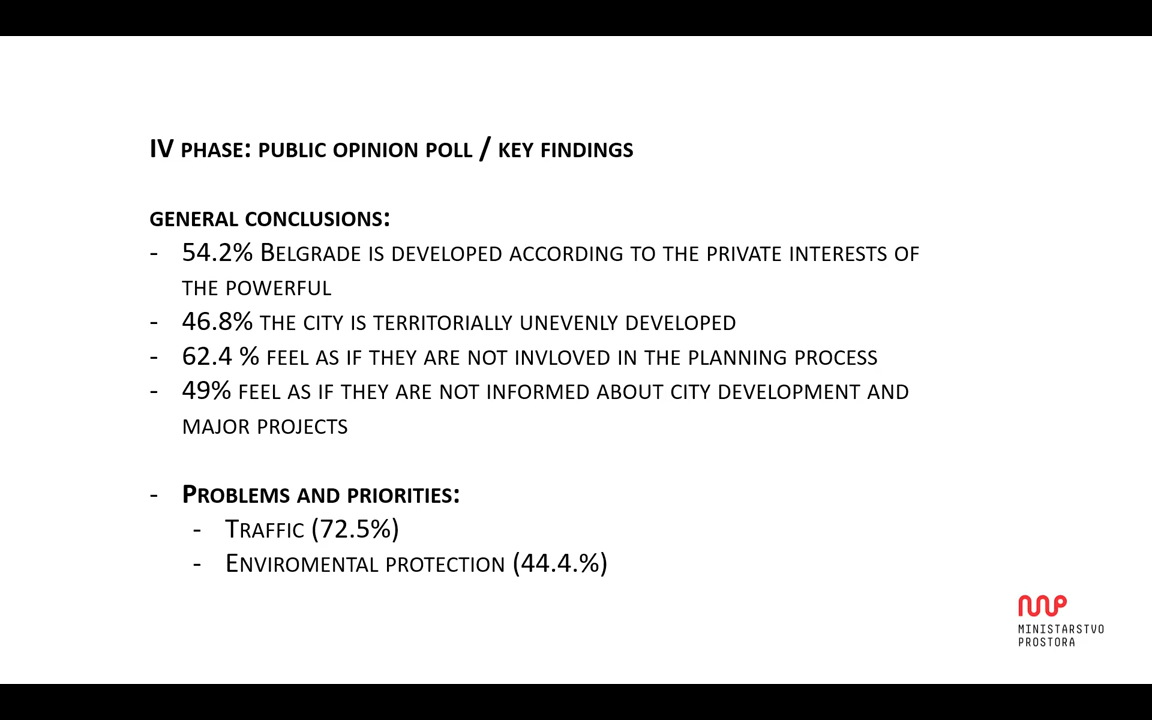 IV PHASE: PUBLIC OPINION POLL / KEY FINDINGS
GENERAL CONCLUSIONS:
- 54.2% BELGRADE IS DEVELOPED ACCORDING TO THE PRIVATE INTERESTS OF
THE POWERFUL
- 46.8% THE CITY IS TERRITORIALLY UNEVENLY DEVELOPED
- 62.4 % FEEL AS IF THEY ARE NOT INVLOVED IN THE PLANNING PROCESS
- 49% FEEL AS IF THEY ARE NOT INFORMED ABOUT CITY DEVELOPMENT AND
MAJOR PROJECTS
- PROBLEMS AND PRIORITIES:
- TRAFFIC (72.5%)
- ENVIROMENTAL PROTECTION (44.4.%)
MINISTARSTVO
PROSTORA